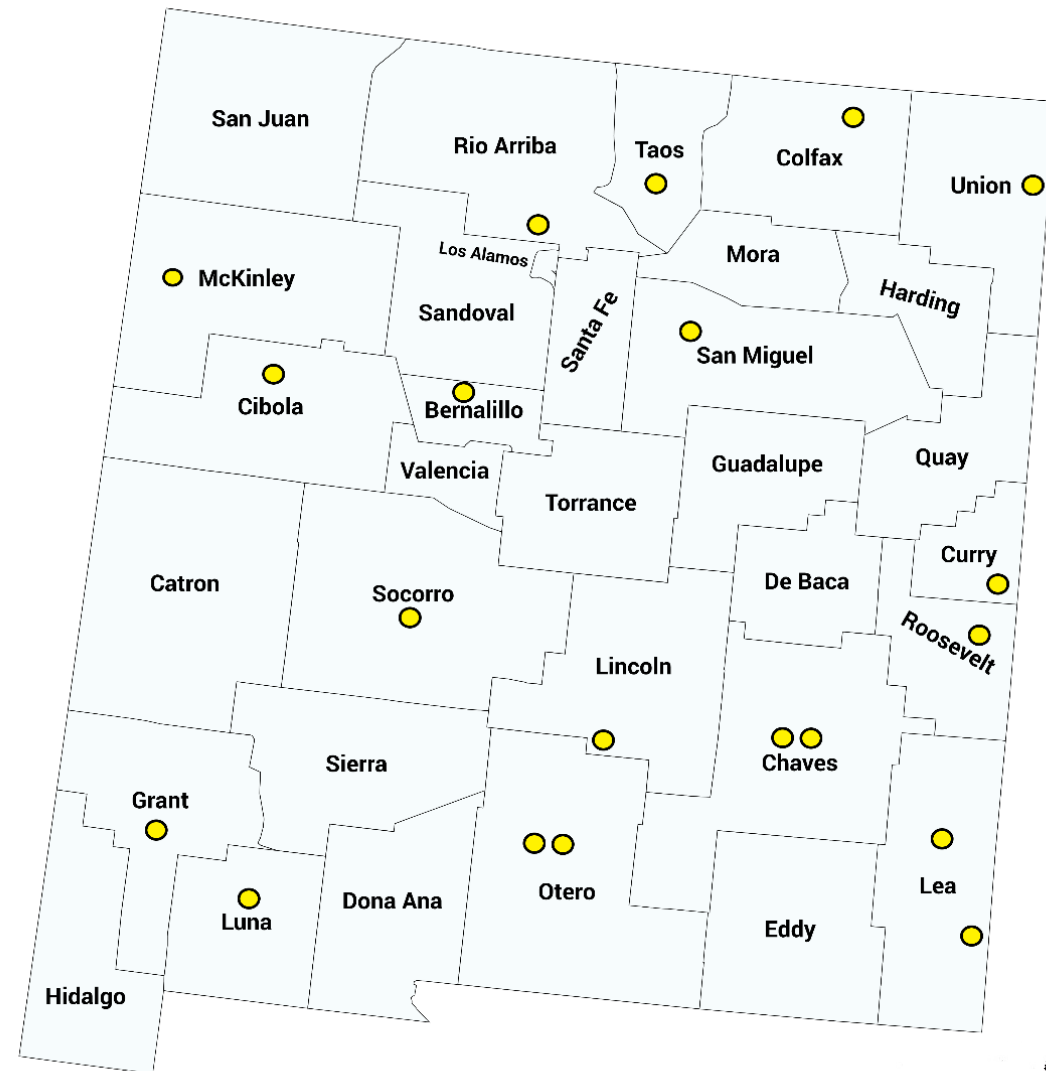 San Juan
Rio Arriba
Taos
Colfax
Union
McKinley
Los Alamos
Mora
Harding
Sandoval
Santa Fe
San Miguel
Cibola
Bernalillo
Valencia
Guadalupe
Quay
Torrance
Curry
Catron
Socorro
De Baca
Roosevelt
Lincoln
Sierra
Chaves
Grant
Luna
Dona Ana
Otero
Lea
Eddy
Hidalgo